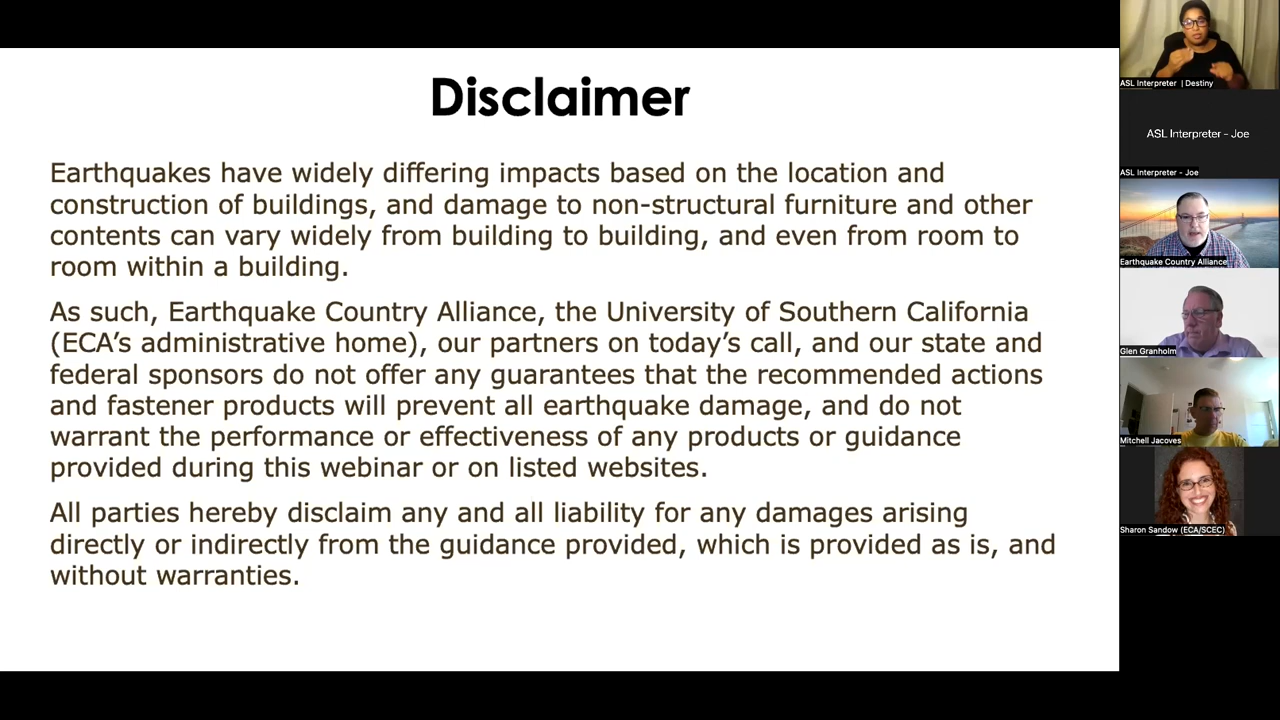 Disclaimer
Earthquakes have widely differing impacts based on the location and
construction of buildings, and damage to non-structural furniture and other
contents can vary widely from building to building, and even from room to
room within a building.
As such, Earthquake Country Alliance, the University of Southern California
(ECA’s administrative home), our partners on today’s call, and our state and
federal sponsors do not offer any guarantees that the recommended actions
and fastener products will prevent all earthquake damage, and do not
warrant the performance or effectiveness of any products or guidance
provided during this webinar or on listed websites.
All parties hereby disclaim any and all liability for any damages arising
directly or indirectly from the guidance provided, which is provided as is, and
without warranties.
ASL Interpreter | Destiny
ASL Interpreter - Joe
ASL Interpreter - Joe
Earthquake Country Alliance
Glen Granholm
Mitchell Jacoves
Sharon Sandow (ECA/SCEC)